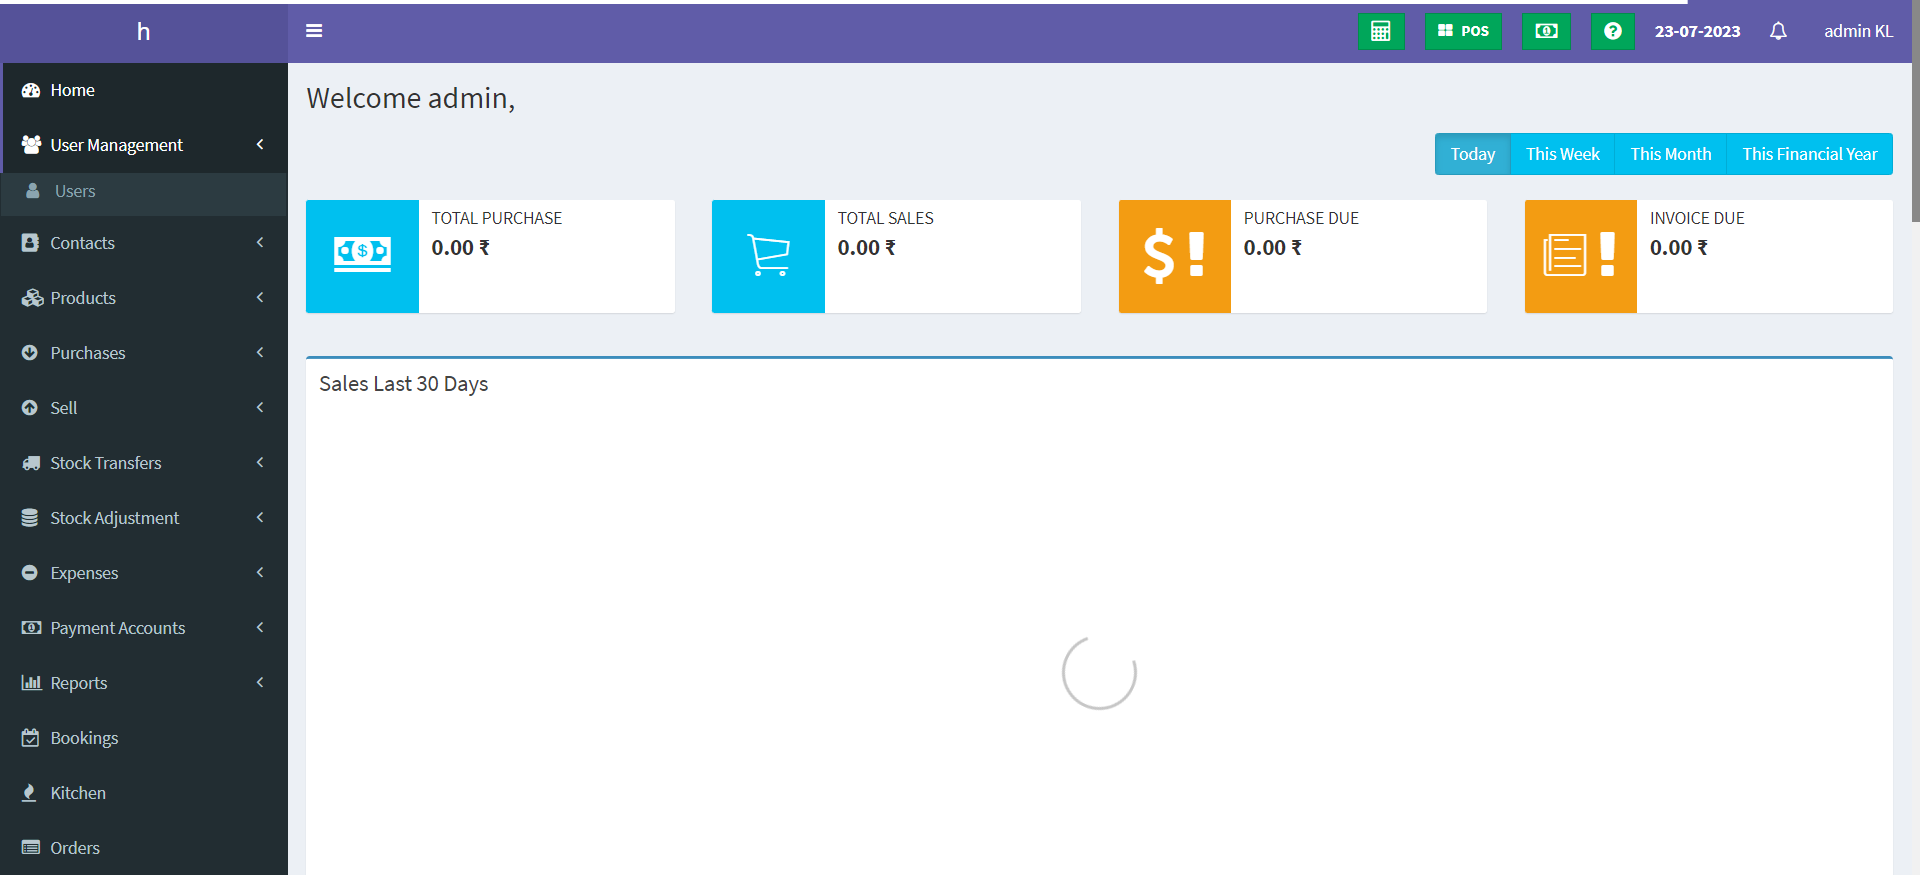 h
POS
23-07-2023
admin KL
Home
User Management
Users
Contacts
Products
Purchases
Sell
Stock Transfers
Stock Adjustment
Expenses
Payment Accounts
Reports
Bookings
Kitchen
Orders
Welcome admin,
Today
This Week
This Month
This Financial Year
TOTAL PURCHASE
0.00 ₹
TOTAL SALES
0.00 ₹
PURCHASE DUE
0.00 ₹
INVOICE DUE
0.00 ₹
Sales Last 30 Days